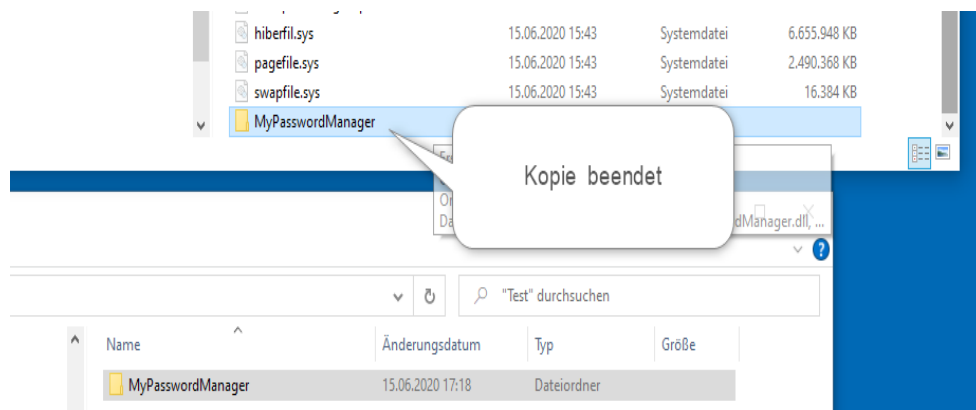 hiberfil.sys 15.06.2020 15:43 Systemdatei 6.655.948 KB
pagefile.sys 15.06.2020 15:43 Systemdatei 2.490.368 KB
swapfile.sys 15.06.2020 15:43 Systemdatei 16.384 KB
MyPasswordManager
Kopie beendet
dManager.dll, ...
"Test" durchsuchen
Name Änderungsdatum Typ Größe
MyPasswordManager 15.06.2020 17:18 Dateiordner